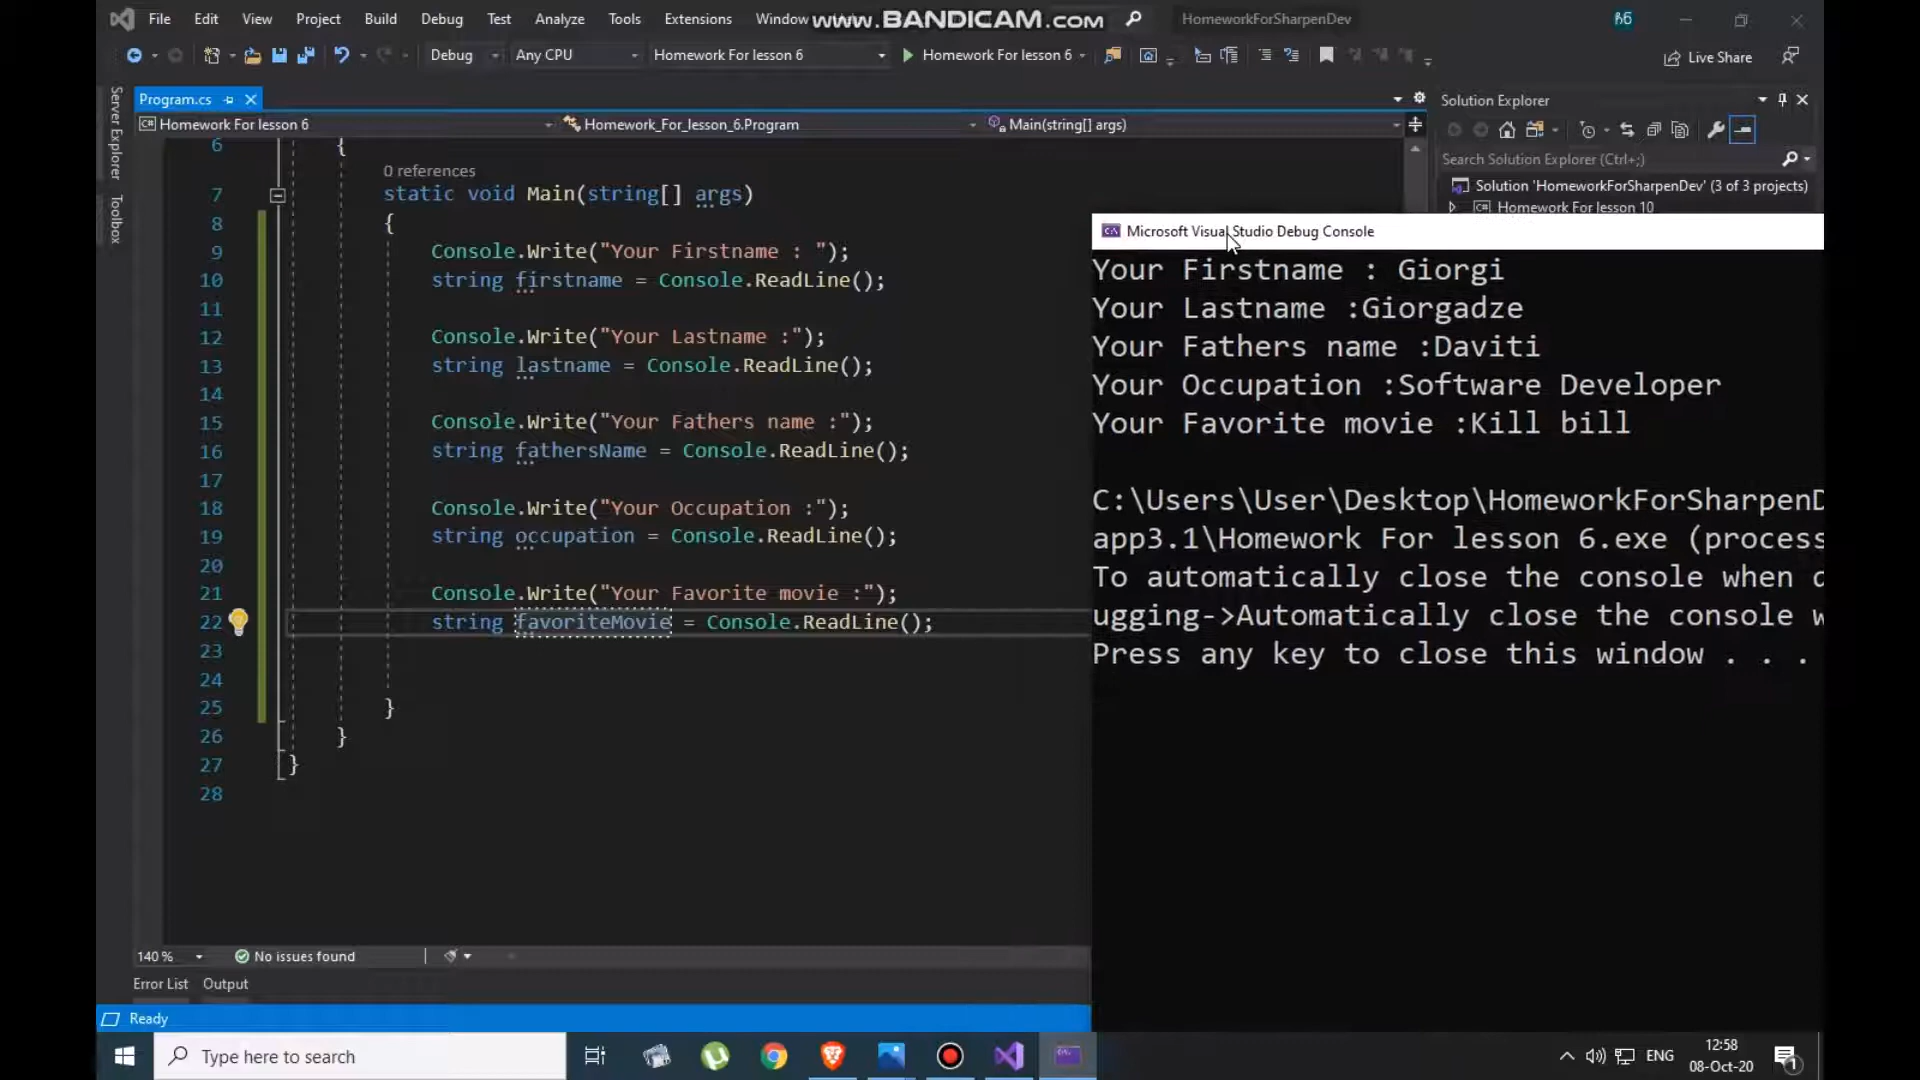 File Edit View Project Build Debug Test Analyze Tools Extensions Window
www.BANDICAM.com
HomeworkForSharpenDev
Debug Any CPU Homework For lesson 6 Homework For lesson 6
Live Share
Server Explorer
Toolbox
Program.cs
Homework For lesson 6
Homework_For_lesson_6.Program
Main(string[] args)
6 {
0 references
7 static void Main(string[] args)
8 {
9 Console.Write("Your Firstname : ");
10 string firstname = Console.ReadLine();
11
12 Console.Write("Your Lastname :");
13 string lastname = Console.ReadLine();
14
15 Console.Write("Your Fathers name :");
16 string fathersName = Console.ReadLine();
17
18 Console.Write("Your Occupation :");
19 string occupation = Console.ReadLine();
20
21 Console.Write("Your Favorite movie :");
22 string favoriteMovie = Console.ReadLine();
23
24
25 }
26 }
27 }
28
140 %
No issues found
Error List Output
Ready
Solution Explorer
Search Solution Explorer (Ctrl+;)
Solution 'HomeworkForSharpenDev' (3 of 3 projects)
Homework For lesson 10
Microsoft Visual Studio Debug Console
Your Firstname : Giorgi
Your Lastname :Giorgadze
Your Fathers name :Daviti
Your Occupation :Software Developer
Your Favorite movie :Kill bill
C:\Users\User\Desktop\HomeworkForSharpenD
app3.1\Homework For lesson 6.exe (process
To automatically close the console when d
ugging->Automatically close the console w
Press any key to close this window . . .
Type here to search
ENG
12:58
08-Oct-20
1